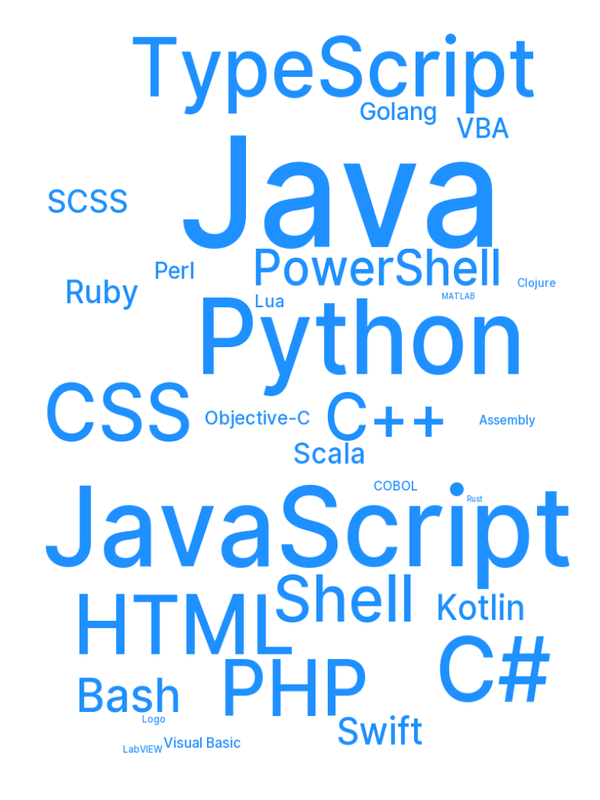 TypeScript
Golang
VBA
Java
SCSS
PowerShell
Perl
Clojure
Ruby
MATLAB
Lua
Python
CSS
Objective-C
C++
Assembly
Scala
COBOL
Rust
JavaScript
Shell
Kotlin
HTML
C#
PHP
Bash
Logo
Swift
Visual Basic
LabVIEW